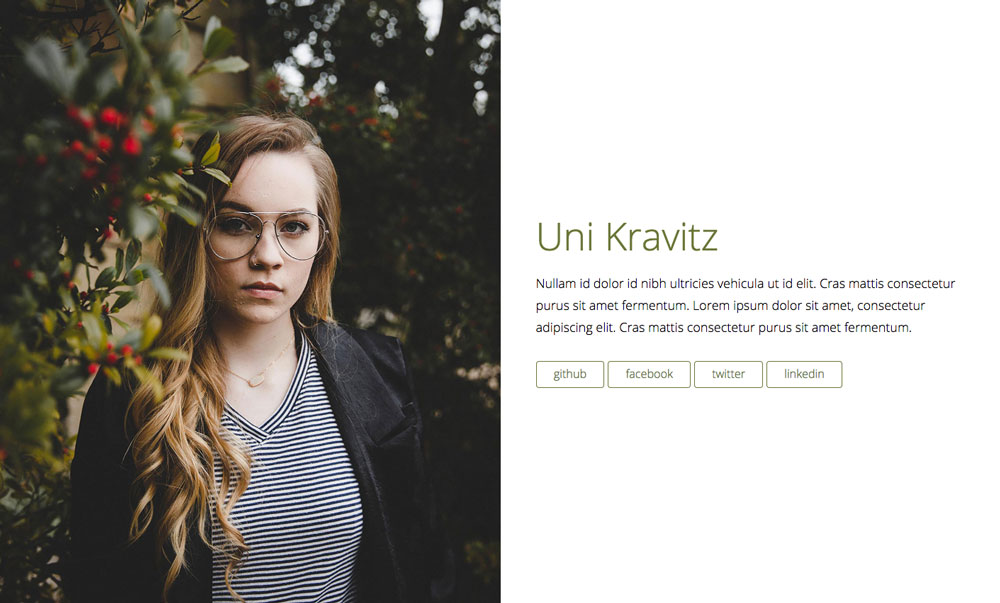 Uni Kravitz
Nullam id dolor id nibh ultricies vehicula ut id elit. Cras mattis consectetur
purus sit amet fermentum. Lorem ipsum dolor sit amet, consectetur
adipiscing elit. Cras mattis consectetur purus sit amet fermentum.
github facebook twitter linkedin